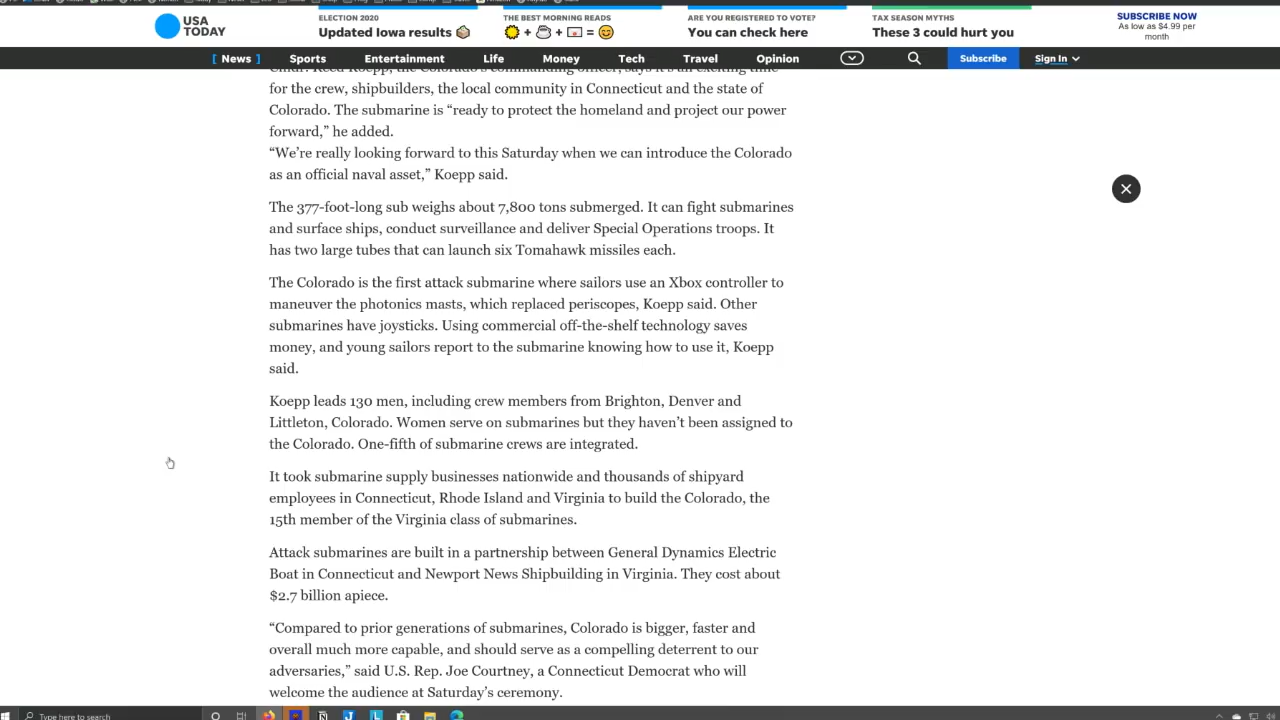 USA
TODAY
ELECTION 2020
Updated Iowa results
THE BEST MORNING READS
+ + =
ARE YOU REGISTERED TO VOTE?
You can check here
TAX SEASON MYTHS
These 3 could hurt you
SUBSCRIBE NOW
As low as $4.99 per
month
[ News ] Sports Entertainment Life Money Tech Travel Opinion Subscribe Sign In
Cmdr. Reed Koepp, the Colorado's commanding officer, says it's an exciting time
for the crew, shipbuilders, the local community in Connecticut and the state of
Colorado. The submarine is “ready to protect the homeland and project our power
forward,” he added.
“We’re really looking forward to this Saturday when we can introduce the Colorado
as an official naval asset,” Koepp said.
The 377-foot-long sub weighs about 7,800 tons submerged. It can fight submarines
and surface ships, conduct surveillance and deliver Special Operations troops. It
has two large tubes that can launch six Tomahawk missiles each.
The Colorado is the first attack submarine where sailors use an Xbox controller to
maneuver the photonics masts, which replaced periscopes, Koepp said. Other
submarines have joysticks. Using commercial off-the-shelf technology saves
money, and young sailors report to the submarine knowing how to use it, Koepp
said.
Koepp leads 130 men, including crew members from Brighton, Denver and
Littleton, Colorado. Women serve on submarines but they haven’t been assigned to
the Colorado. One-fifth of submarine crews are integrated.
It took submarine supply businesses nationwide and thousands of shipyard
employees in Connecticut, Rhode Island and Virginia to build the Colorado, the
15th member of the Virginia class of submarines.
Attack submarines are built in a partnership between General Dynamics Electric
Boat in Connecticut and Newport News Shipbuilding in Virginia. They cost about
$2.7 billion apiece.
“Compared to prior generations of submarines, Colorado is bigger, faster and
overall much more capable, and should serve as a compelling deterrent to our
adversaries,” said U.S. Rep. Joe Courtney, a Connecticut Democrat who will
welcome the audience at Saturday’s ceremony.
Type here to search